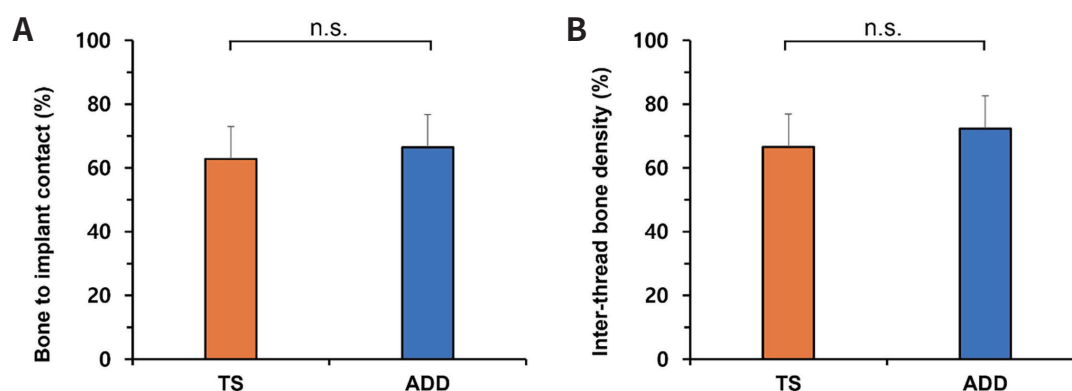 A
Bone to implant contact (%)
100
80
60
40
20
0
n.s.
TS
ADD
B
Inter-thread bone density (%)
100
80
60
40
20
0
n.s.
TS
ADD